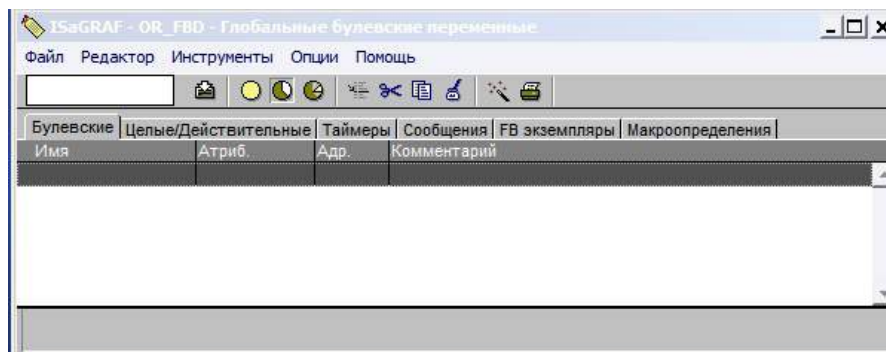 ISaGRAF - OR_FBD - Глобальные булевские переменные
Файл Редактор Инструменты Опции Помощь
Булевские Целые/Действительные Таймеры Сообщения FB экземпляры Макроопределения
Имя Атриб. Адр. Комментарий